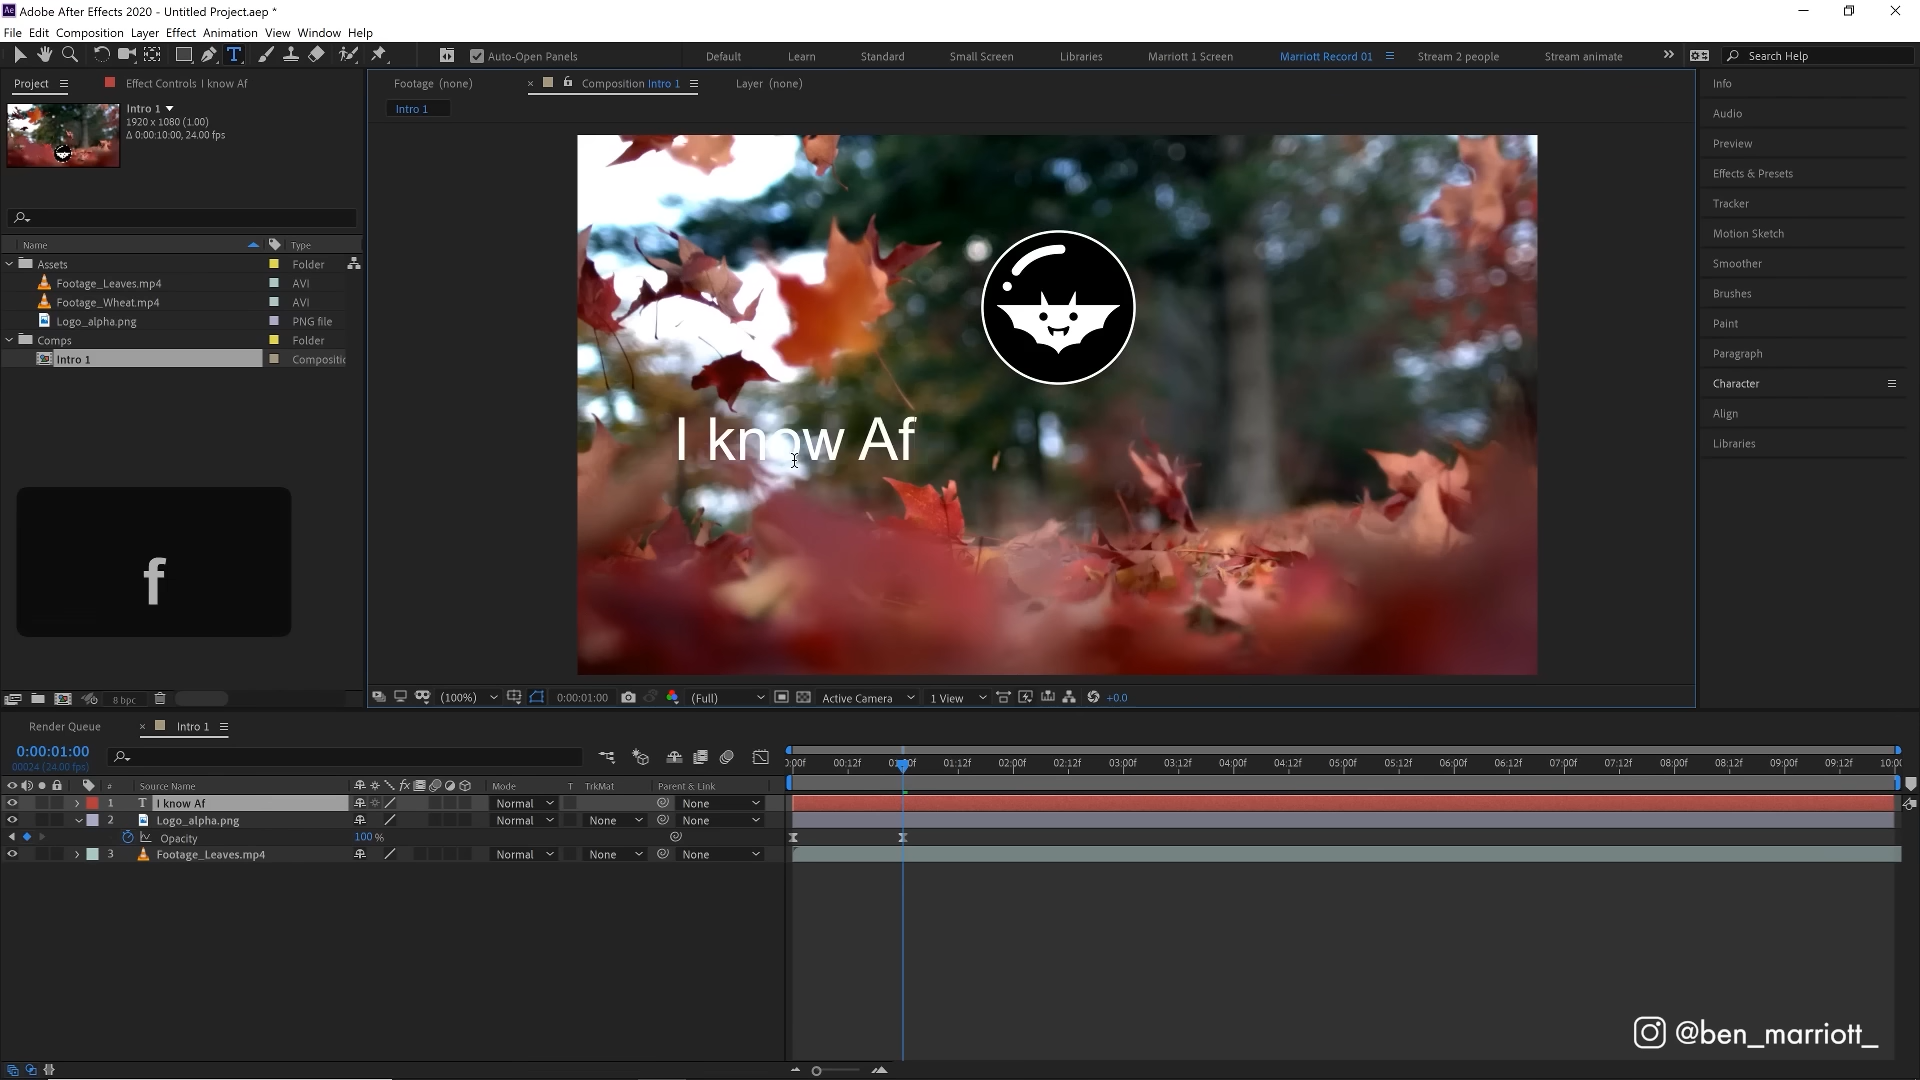 Ae Adobe After Effects 2020 - Untitled Project.aep *
File Edit Composition Layer Effect Animation View Window Help
T Auto-Open Panels Default Learn Standard Small Screen Libraries Marriott 1 Screen Marriott Record 01 Stream 2 people Stream animate Search Help
Project Effect Controls I know Af
Intro 1
1920 x 1080 (1.00)
Δ 0:00:10:00, 24.00 fps
Name Type
Assets Folder
Footage_Leaves.mp4 AVI
Footage_Wheat.mp4 AVI
Logo_alpha.png PNG file
Comps Folder
Intro 1 Compositic
f
8 bpc
Footage (none) × Composition Intro 1 Layer (none)
Intro 1
I know Af
(100%) 0:00:01:00 (Full) Active Camera 1 View +0.0
Info
Audio
Preview
Effects & Presets
Tracker
Motion Sketch
Smoother
Brushes
Paint
Paragraph
Character
Align
Libraries
Render Queue × Intro 1
0:00:01:00
00024 (24.00 fps)
# Source Name fx Mode T TrkMat Parent & Link
1 T I know Af Normal None
2 Logo_alpha.png Normal None None
Opacity 100 %
3 Footage_Leaves.mp4 Normal None None
00:12f 01:12f 02:00f 02:12f 03:00f 03:12f 04:00f 04:12f 05:00f 05:12f 06:00f 06:12f 07:00f 07:12f 08:00f 08:12f 09:00f 09:12f
@ben_marriott_